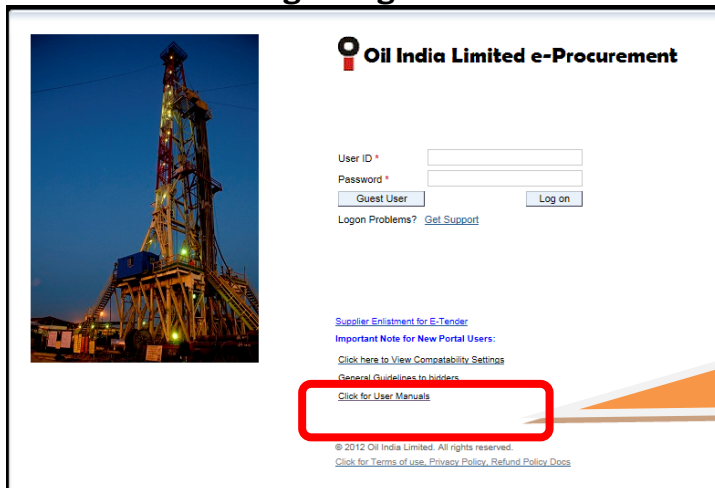 Oil India Limited e-Procurement
User ID *
Password *
Guest User Log on
Logon Problems? Get Support
Supplier Enlistment for E-Tender
Important Note for New Portal Users:
Click here to View Compatability Settings
General Guidelines to bidders
Click for User Manuals
© 2012 Oil India Limited. All rights reserved.
Click for Terms of use, Privacy Policy, Refund Policy Docs